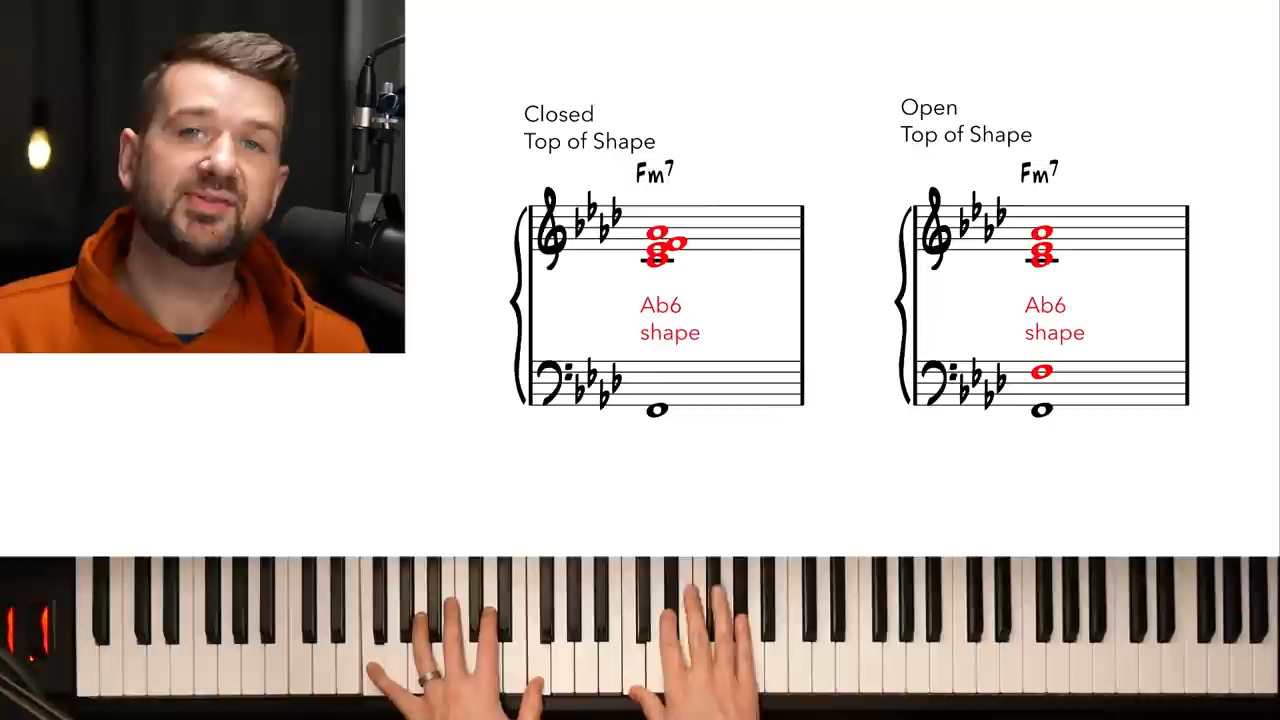 Closed
Top of Shape
Fm7
Ab6
shape
Open
Top of Shape
Fm7
Ab6
shape